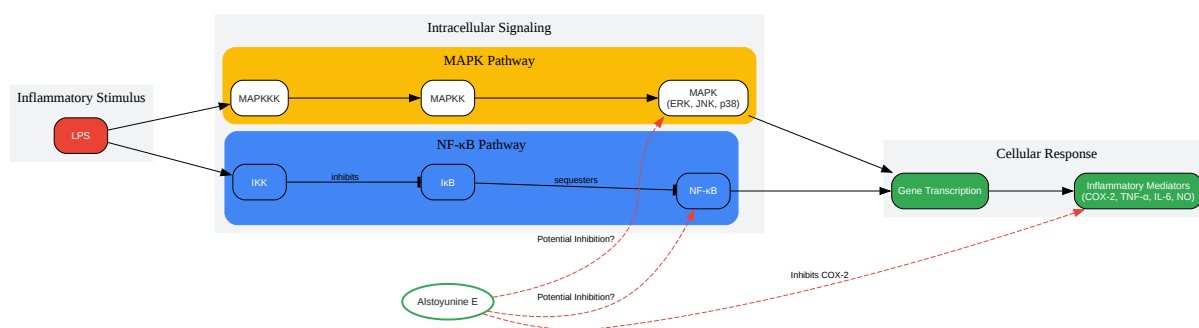 Intracellular Signaling
MAPK Pathway
Inflammatory Stimulus
MAPKKK
MAPKK
MAPK
(ERK, JNK, p38)
LPS
NF-κB Pathway
Cellular Response
IKK
inhibits
IκB
sequesters
NF-κB
Gene Transcription
Inflammatory Mediators
(COX-2, TNF-α, IL-6, NO)
Potential Inhibition?
Inhibits COX-2
Alstoyunine E
Potential Inhibition?